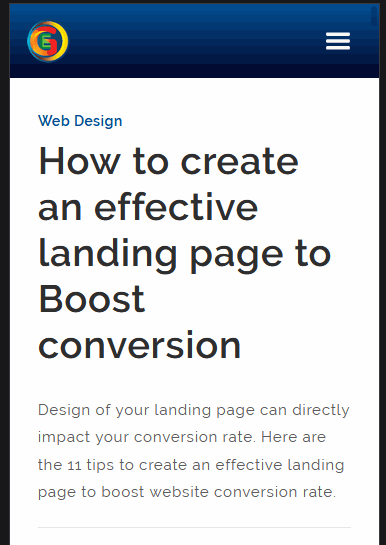 Web Design
How to create
an effective
landing page to
Boost
conversion
Design of your landing page can directly
impact your conversion rate. Here are
the 11 tips to create an effective landing
page to boost website conversion rate.